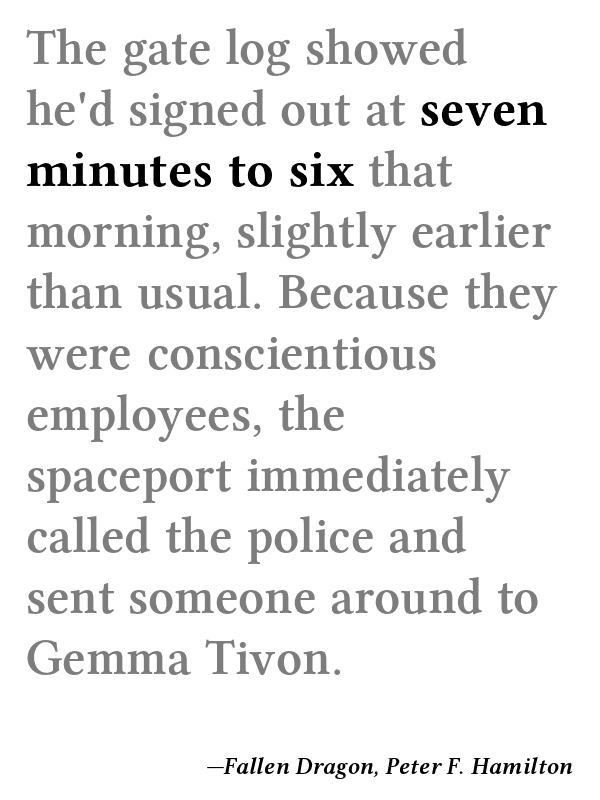 The gate log showed
he'd signed out at seven
minutes to six that
morning, slightly earlier
than usual. Because they
were conscientious
employees, the
spaceport immediately
called the police and
sent someone around to
Gemma Tivon.
—Fallen Dragon, Peter F. Hamilton